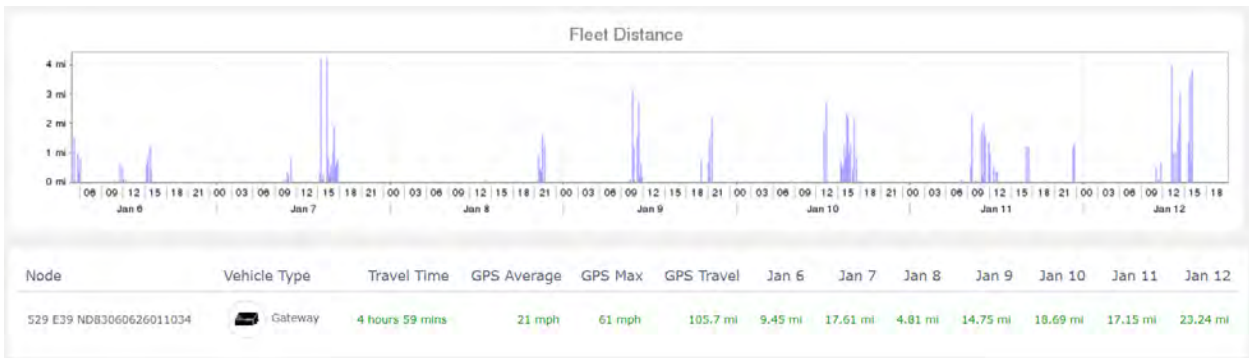 Fleet Distance
4 mi
3 mi
2 mi
1 mi
0 mi
06 09 12 15 18 21 00 03 06 09 12 15 18 21 00 03 06 09 12 15 18 21 00 03 06 09 12 15 18 21 00 03 06 09 12 15 18 21 00 03 06 09 12 15 18 21 00 03 06 09 12 15 18
Jan 6 Jan 7 Jan 8 Jan 9 Jan 10 Jan 11 Jan 12
Node Vehicle Type Travel Time GPS Average GPS Max GPS Travel Jan 6 Jan 7 Jan 8 Jan 9 Jan 10 Jan 11 Jan 12
529 E39 ND83060626011034 Gateway 4 hours 59 mins 21 mph 61 mph 105.7 mi 9.45 mi 17.61 mi 4.81 mi 14.75 mi 18.69 mi 17.15 mi 23.24 mi